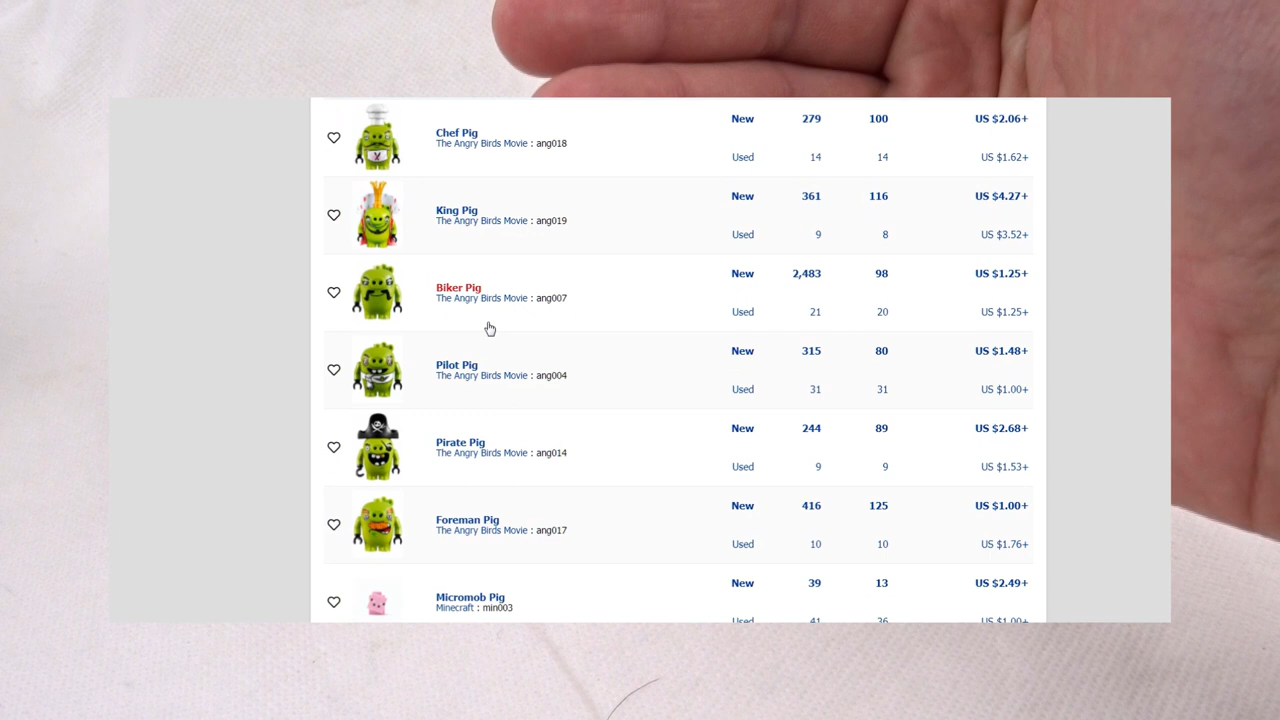 Chef Pig
The Angry Birds Movie : ang018
New 279 100 US $2.06+
Used 14 14 US $1.62+
King Pig
The Angry Birds Movie : ang019
New 361 116 US $4.27+
Used 9 8 US $3.52+
Biker Pig
The Angry Birds Movie : ang007
New 2,483 98 US $1.25+
Used 21 20 US $1.25+
Pilot Pig
The Angry Birds Movie : ang004
New 315 80 US $1.48+
Used 31 31 US $1.00+
Pirate Pig
The Angry Birds Movie : ang014
New 244 89 US $2.68+
Used 9 9 US $1.53+
Foreman Pig
The Angry Birds Movie : ang017
New 416 125 US $1.00+
Used 10 10 US $1.76+
Micromob Pig
Minecraft : min003
New 39 13 US $2.49+
Used 41 36 US $1.00+